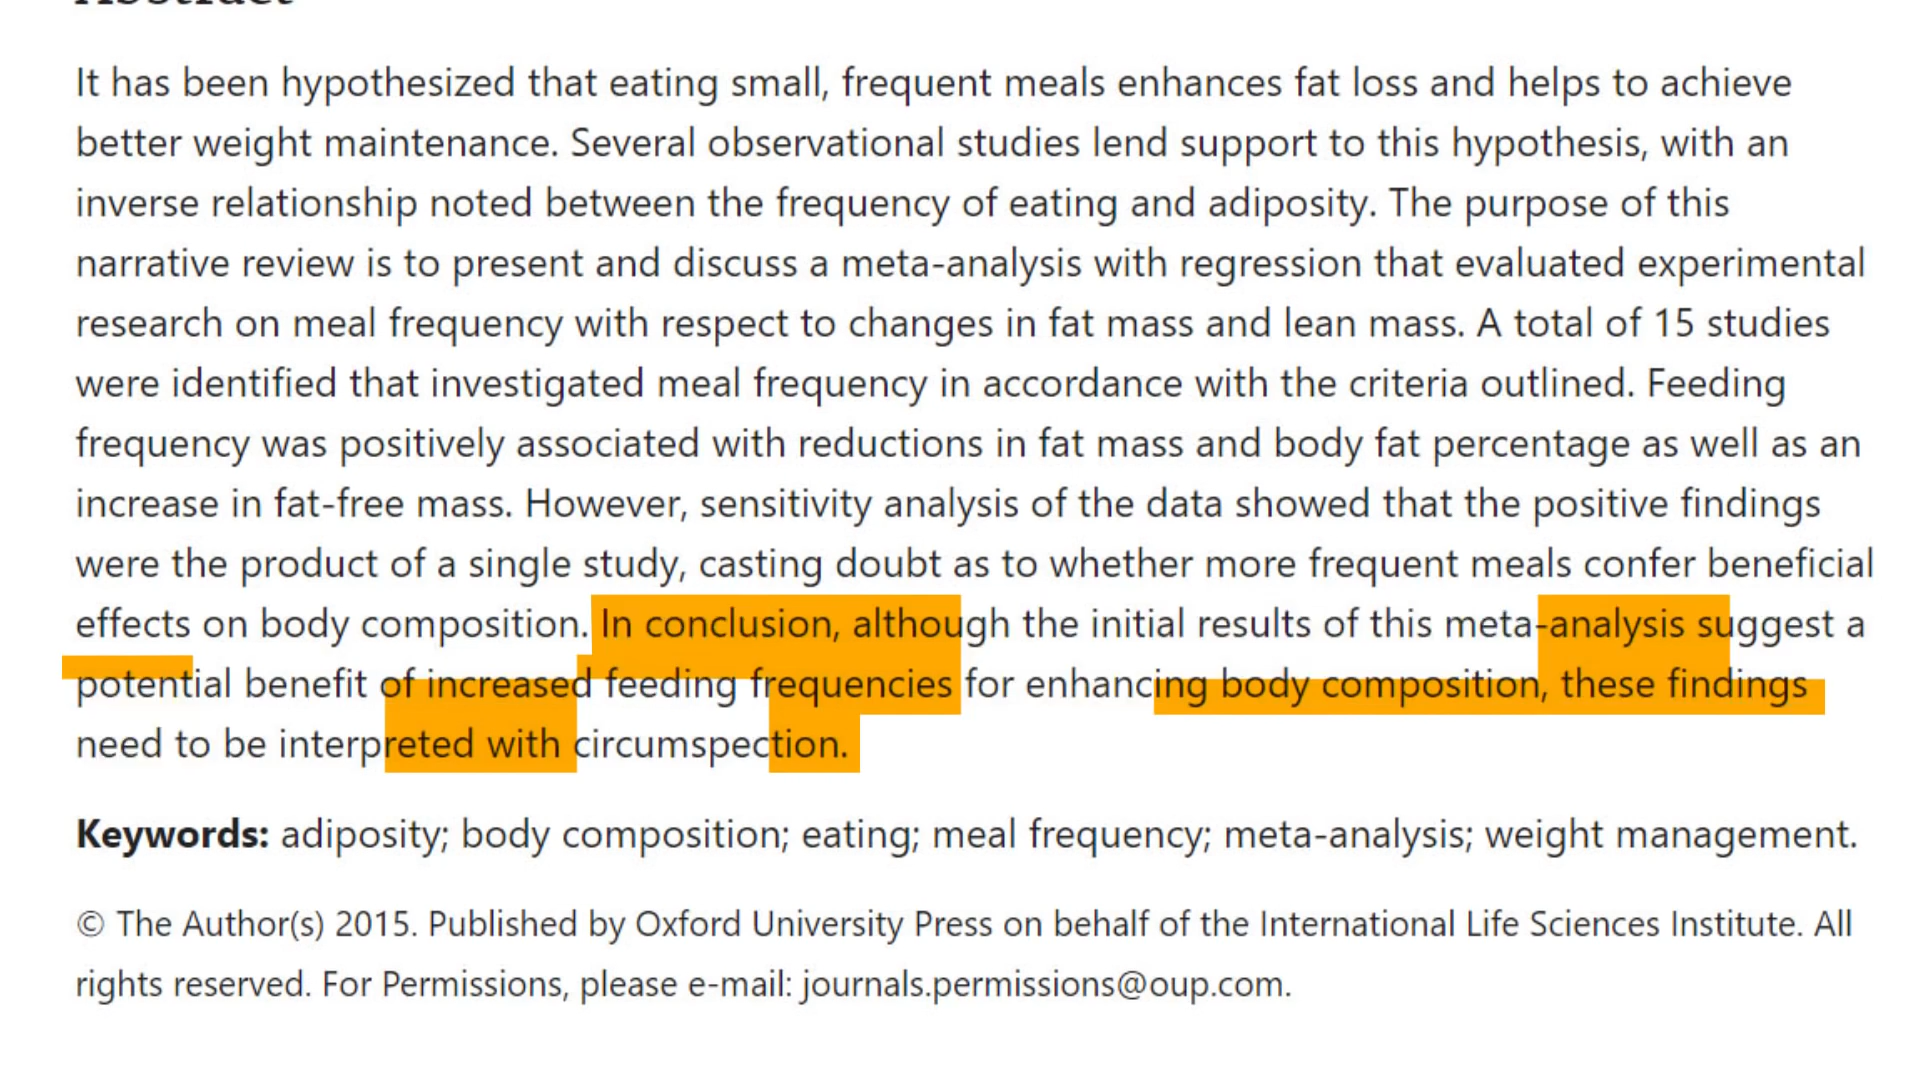 Abstract
It has been hypothesized that eating small, frequent meals enhances fat loss and helps to achieve
better weight maintenance. Several observational studies lend support to this hypothesis, with an
inverse relationship noted between the frequency of eating and adiposity. The purpose of this
narrative review is to present and discuss a meta-analysis with regression that evaluated experimental
research on meal frequency with respect to changes in fat mass and lean mass. A total of 15 studies
were identified that investigated meal frequency in accordance with the criteria outlined. Feeding
frequency was positively associated with reductions in fat mass and body fat percentage as well as an
increase in fat-free mass. However, sensitivity analysis of the data showed that the positive findings
were the product of a single study, casting doubt as to whether more frequent meals confer beneficial
effects on body composition. In conclusion, although the initial results of this meta-analysis suggest a
potential benefit of increased feeding frequencies for enhancing body composition, these findings
need to be interpreted with circumspection.
Keywords: adiposity; body composition; eating; meal frequency; meta-analysis; weight management.
© The Author(s) 2015. Published by Oxford University Press on behalf of the International Life Sciences Institute. All
rights reserved. For Permissions, please e-mail: journals.permissions@oup.com.